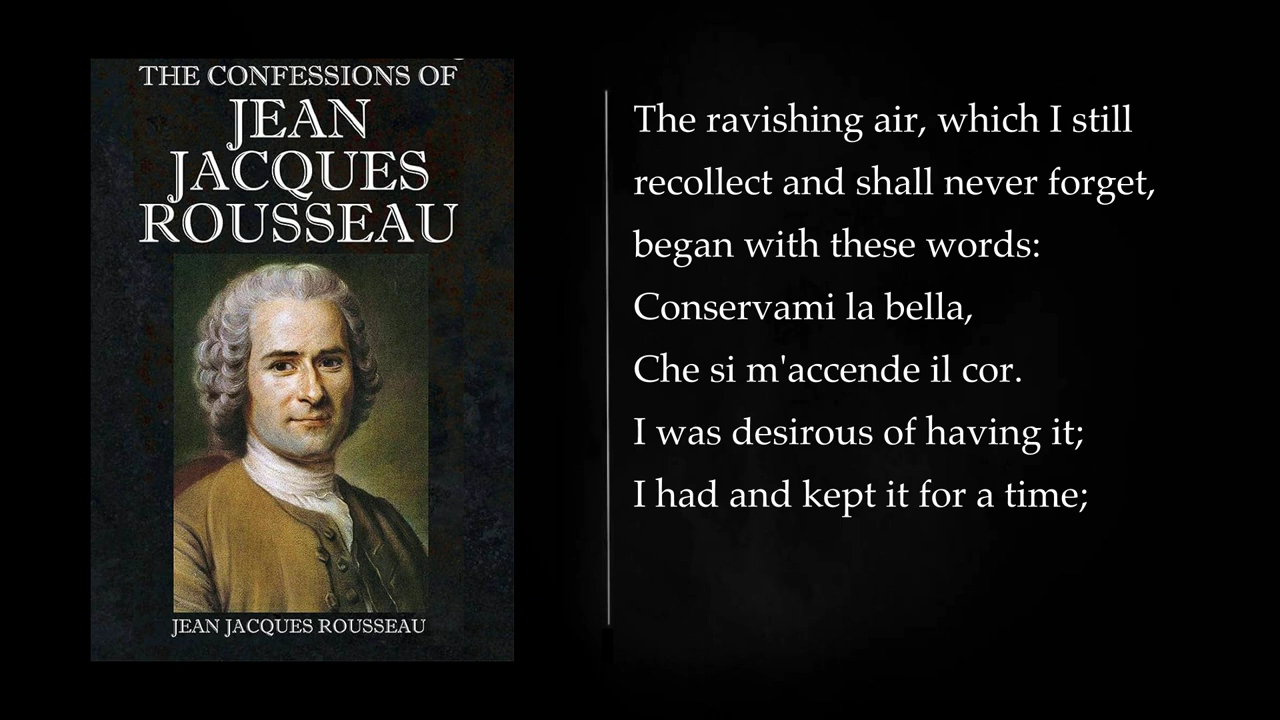 THE CONFESSIONS OF
JEAN
JACQUES
ROUSSEAU
JEAN JACQUES ROUSSEAU
The ravishing air, which I still
recollect and shall never forget,
began with these words:
Conservami la bella,
Che si m'accende il cor.
I was desirous of having it;
I had and kept it for a time;